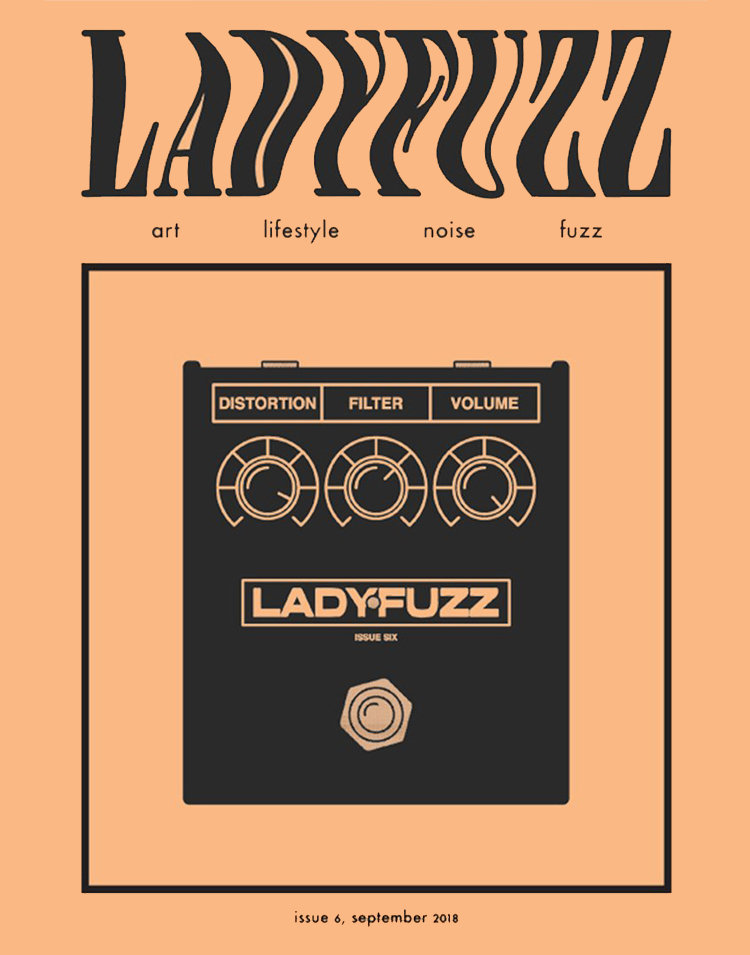 LADYFUZZ
art lifestyle noise fuzz
DISTORTION FILTER VOLUME
LADY•FUZZ
ISSUE SIX
issue 6, september 2018